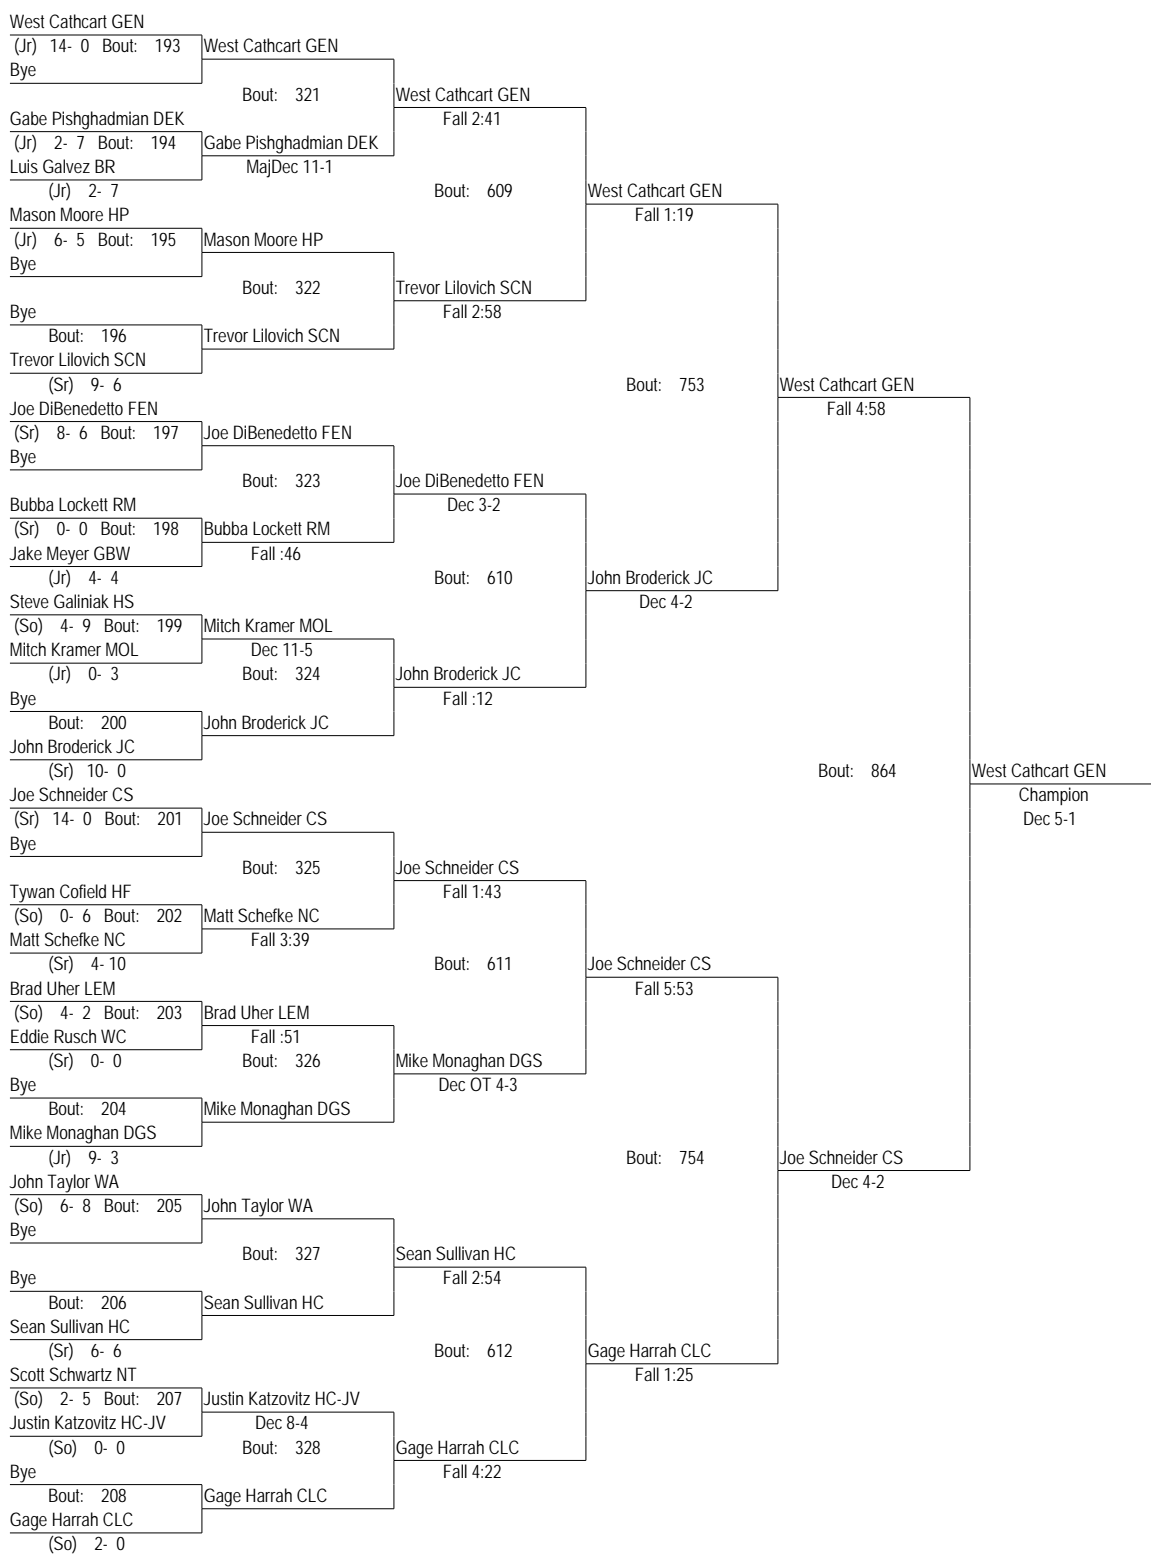 West Cathcart GEN
(Jr) 14- 0 Bout: 193 West Cathcart GEN
Bye
Bout: 321 West Cathcart GEN
Gabe Pishghadmian DEK Fall 2:41
(Jr) 2- 7 Bout: 194 Gabe Pishghadmian DEK
Luis Galvez BR MajDec 11-1
(Jr) 2- 7 Bout: 609 West Cathcart GEN
Mason Moore HP Fall 1:19
(Jr) 6- 5 Bout: 195 Mason Moore HP
Bye
Bout: 322 Trevor Lilovich SCN
Bye Fall 2:58
Bout: 196 Trevor Lilovich SCN
Trevor Lilovich SCN
(Sr) 9- 6 Bout: 753 West Cathcart GEN
Joe DiBenedetto FEN Fall 4:58
(Sr) 8- 6 Bout: 197 Joe DiBenedetto FEN
Bye
Bout: 323 Joe DiBenedetto FEN
Bubba Lockett RM Dec 3-2
(Sr) 0- 0 Bout: 198 Bubba Lockett RM
Jake Meyer GBW Fall :46
(Jr) 4- 4 Bout: 610 John Broderick JC
Steve Galiniak HS Dec 4-2
(So) 4- 9 Bout: 199 Mitch Kramer MOL
Mitch Kramer MOL Dec 11-5
(Jr) 0- 3 Bout: 324 John Broderick JC
Bye Fall :12
Bout: 200 John Broderick JC
John Broderick JC
(Sr) 10- 0 Bout: 864 West Cathcart GEN
Joe Schneider CS Champion
(Sr) 14- 0 Bout: 201 Joe Schneider CS Dec 5-1
Bye
Bout: 325 Joe Schneider CS
Tywan Cofield HF Fall 1:43
(So) 0- 6 Bout: 202 Matt Schefke NC
Matt Schefke NC Fall 3:39
(Sr) 4- 10 Bout: 611 Joe Schneider CS
Brad Uher LEM Fall 5:53
(So) 4- 2 Bout: 203 Brad Uher LEM
Eddie Rusch WC Fall :51
(Sr) 0- 0 Bout: 326 Mike Monaghan DGS
Bye Dec OT 4-3
Bout: 204 Mike Monaghan DGS
Mike Monaghan DGS
(Jr) 9- 3 Bout: 754 Joe Schneider CS
John Taylor WA Dec 4-2
(So) 6- 8 Bout: 205 John Taylor WA
Bye
Bout: 327 Sean Sullivan HC
Bye Fall 2:54
Bout: 206 Sean Sullivan HC
Sean Sullivan HC
(Sr) 6- 6 Bout: 612 Gage Harrah CLC
Scott Schwartz NT Fall 1:25
(So) 2- 5 Bout: 207 Justin Katzovitz HC-JV
Justin Katzovitz HC-JV Dec 8-4
(So) 0- 0 Bout: 328 Gage Harrah CLC
Bye Fall 4:22
Bout: 208 Gage Harrah CLC
Gage Harrah CLC
(So) 2- 0